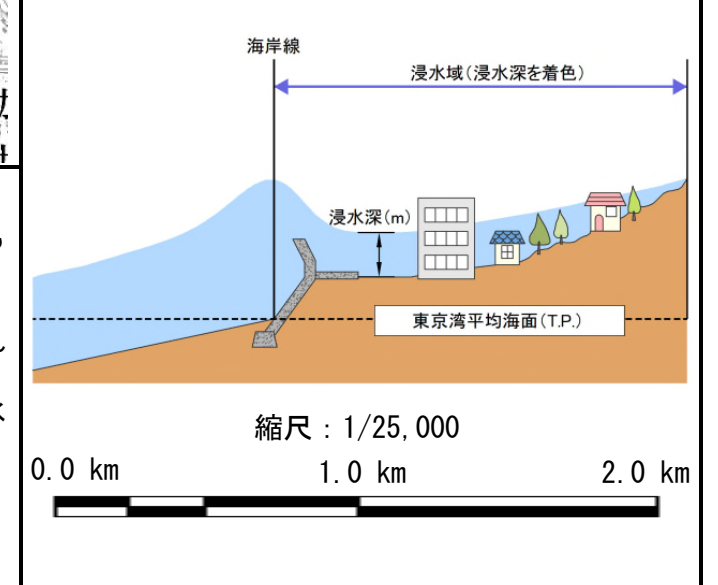 海岸線
浸水域(浸水深を着色)
浸水深(m)
東京湾平均海面(T.P.)
縮尺：1/25,000
0.0 km 1.0 km 2.0 km